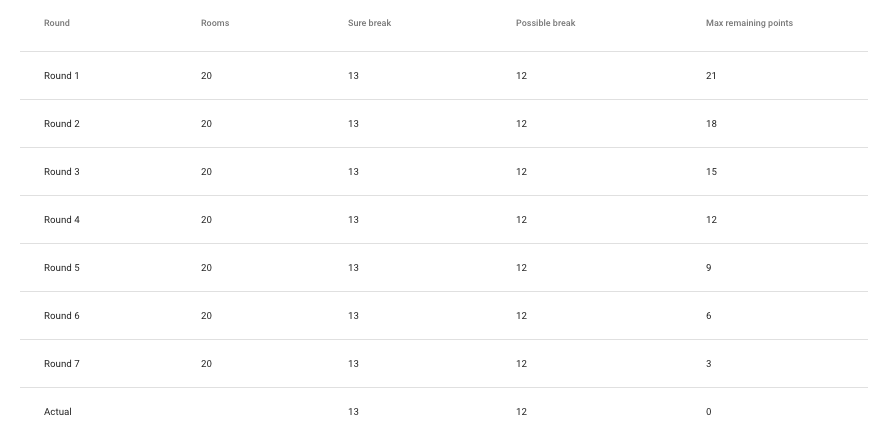 Round Rooms Sure break Possible break Max remaining points
Round 1 20 13 12 21
Round 2 20 13 12 18
Round 3 20 13 12 15
Round 4 20 13 12 12
Round 5 20 13 12 9
Round 6 20 13 12 6
Round 7 20 13 12 3
Actual 13 12 0